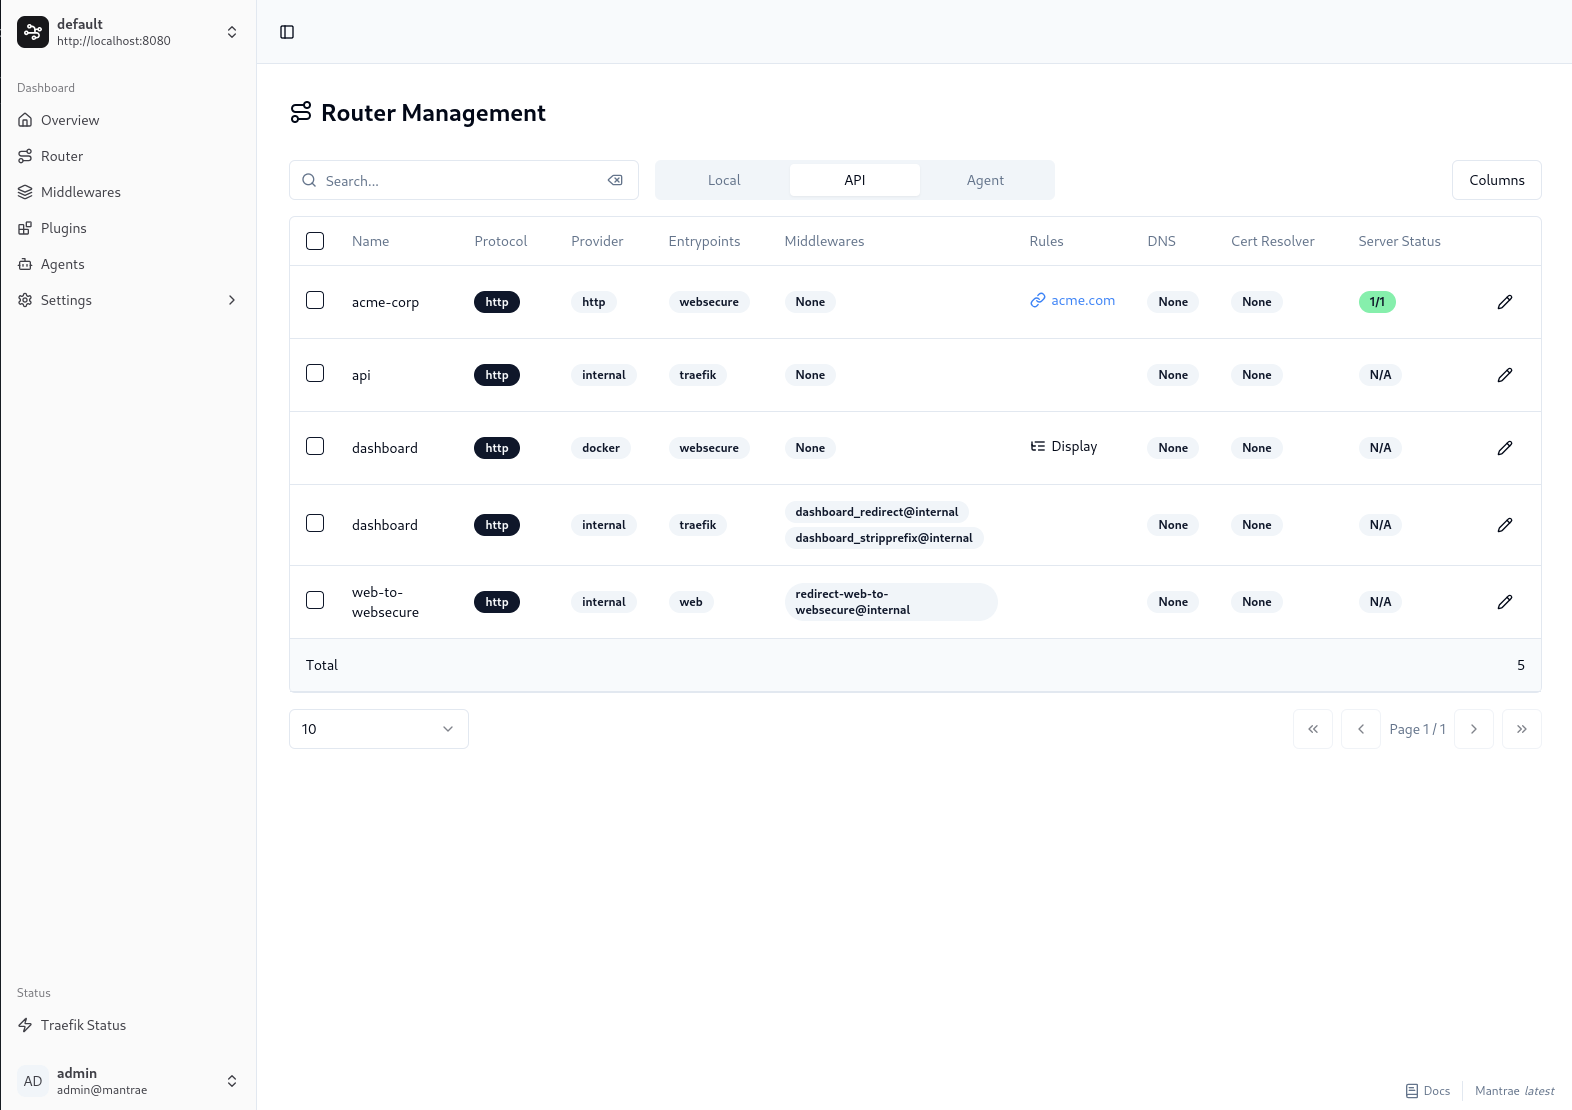 default
http://localhost:8080
Dashboard
Overview
Router
Middlewares
Plugins
Agents
Settings
Status
Traefik Status
AD
admin
admin@mantrae
Router Management
Search...
Local API Agent
Columns
Name Protocol Provider Entrypoints Middlewares Rules DNS Cert Resolver Server Status
acme-corp http http websecure None acme.com None None 1/1
api http internal traefik None None None N/A
dashboard http docker websecure None Display None None N/A
dashboard http internal traefik dashboard_redirect@internal None None N/A
dashboard_stripprefix@internal
web-to- http internal web redirect-web-to- None None N/A
websecure websecure@internal
Total 5
10
Page 1 / 1
Docs
Mantrae latest